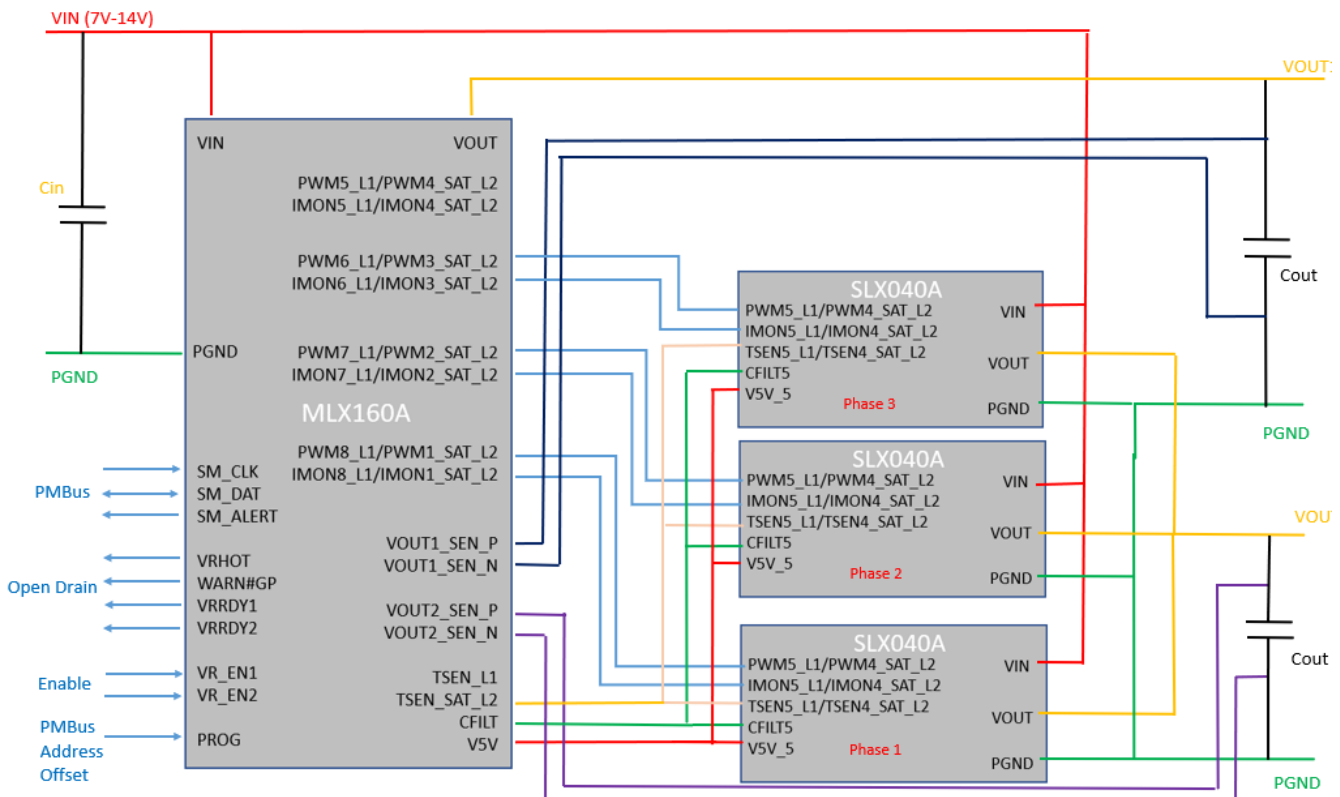 VIN (7V-14V)
VOUT1
VIN
VOUT
PWM5_L1/PWM4_SAT_L2
IMON5_L1/IMON4_SAT_L2
Cin
PWM6_L1/PWM3_SAT_L2
IMON6_L1/IMON3_SAT_L2
Cout
SLX040A
PWM5_L1/PWM4_SAT_L2
VIN
IMON5_L1/IMON4_SAT_L2
TSEN5_L1/TSEN4_SAT_L2
VOUT
CFILT5
V5V_5
Phase 3
PGND
PGND
PGND
PWM7_L1/PWM2_SAT_L2
IMON7_L1/IMON2_SAT_L2
PGND
MLX160A
PWM8_L1/PWM1_SAT_L2
IMON8_L1/IMON1_SAT_L2
SLX040A
PWM5_L1/PWM4_SAT_L2
VIN
IMON5_L1/IMON4_SAT_L2
TSEN5_L1/TSEN4_SAT_L2
VOUT
CFILT5
V5V_5
Phase 2
PGND
VOUT
PMBus
SM_CLK
SM_DAT
SM_ALERT
VOUT1_SEN_P
VOUT1_SEN_N
Open Drain
VRHOT
WARN#GP
VRRDY1
VRRDY2
VOUT2_SEN_P
VOUT2_SEN_N
Enable
VR_EN1
VR_EN2
TSEN_L1
TSEN_SAT_L2
CFILT
V5V
PMBus
Address
Offset
PROG
SLX040A
PWM5_L1/PWM4_SAT_L2
VIN
IMON5_L1/IMON4_SAT_L2
TSEN5_L1/TSEN4_SAT_L2
VOUT
CFILT5
V5V_5
Phase 1
PGND
Cout
PGND